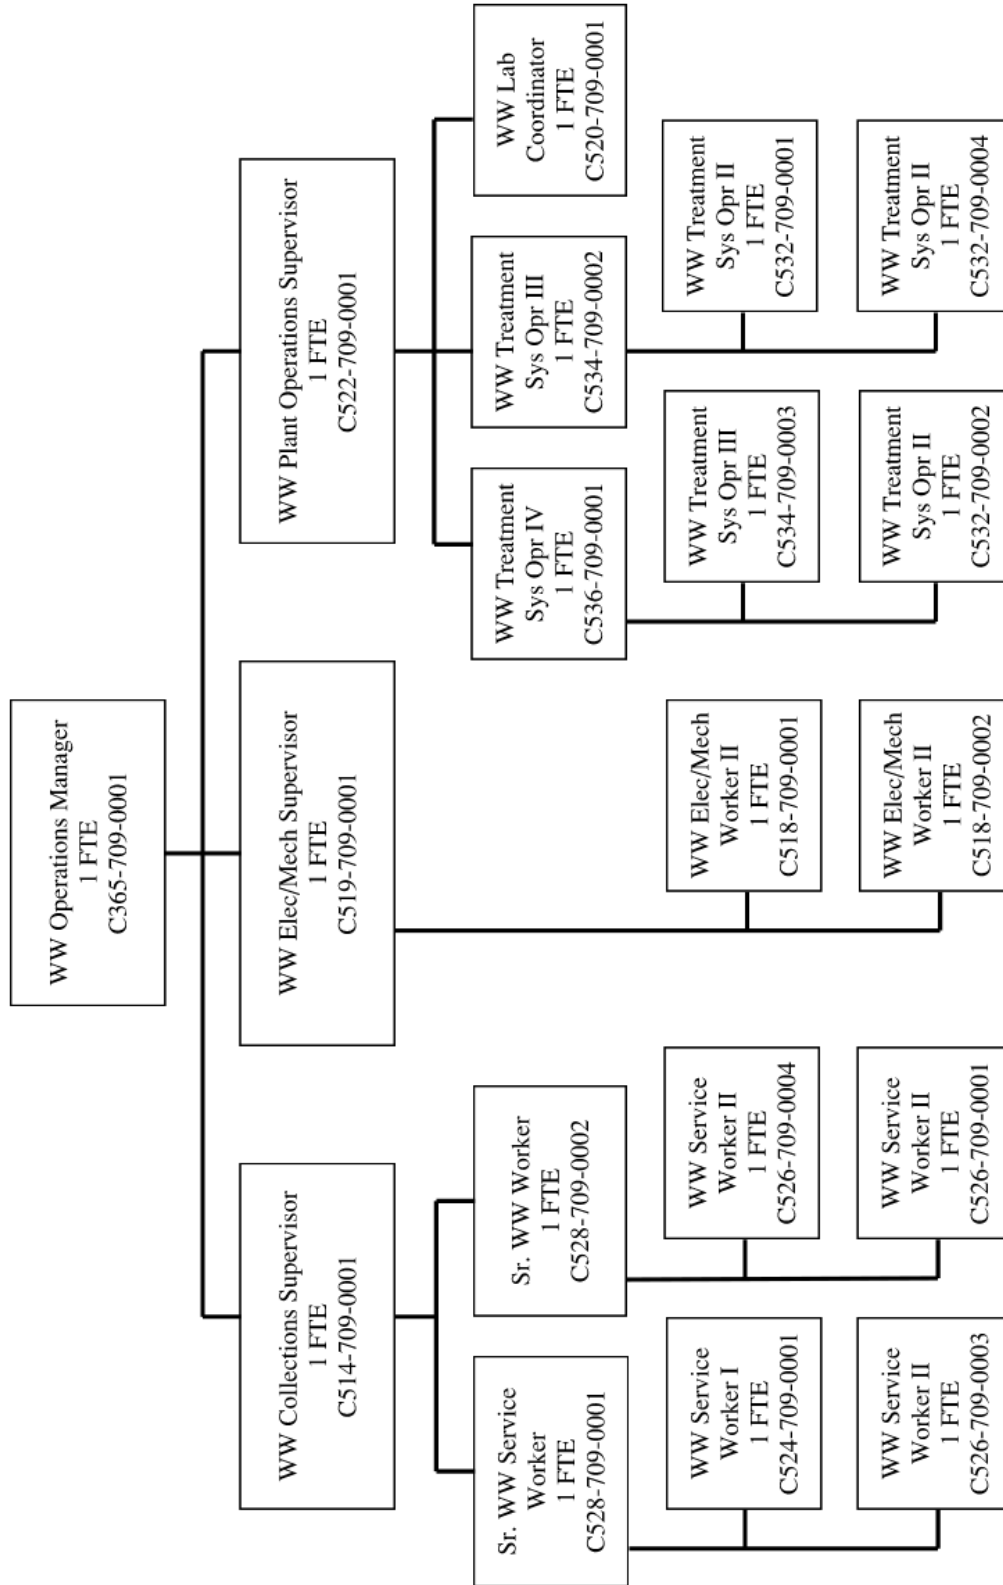 WW Operations Manager
1 FTE
C365-709-0001
WW Collections Supervisor
1 FTE
C514-709-0001
WW Elec/Mech Supervisor
1 FTE
C519-709-0001
WW Plant Operations Supervisor
1 FTE
C522-709-0001
Sr. WW Service
Worker
1 FTE
C528-709-0001
Sr. WW Worker
1 FTE
C528-709-0002
WW Treatment
Sys Opr IV
1 FTE
C536-709-0001
WW Treatment
Sys Opr III
1 FTE
C534-709-0002
WW Lab
Coordinator
1 FTE
C520-709-0001
WW Service
Worker I
1 FTE
C524-709-0001
WW Service
Worker II
1 FTE
C526-709-0004
WW Elec/Mech
Worker II
1 FTE
C518-709-0001
WW Treatment
Sys Opr III
1 FTE
C534-709-0003
WW Treatment
Sys Opr II
1 FTE
C532-709-0001
WW Service
Worker II
1 FTE
C526-709-0003
WW Service
Worker II
1 FTE
C526-709-0001
WW Elec/Mech
Worker II
1 FTE
C518-709-0002
WW Treatment
Sys Opr II
1 FTE
C532-709-0002
WW Treatment
Sys Opr II
1 FTE
C532-709-0004